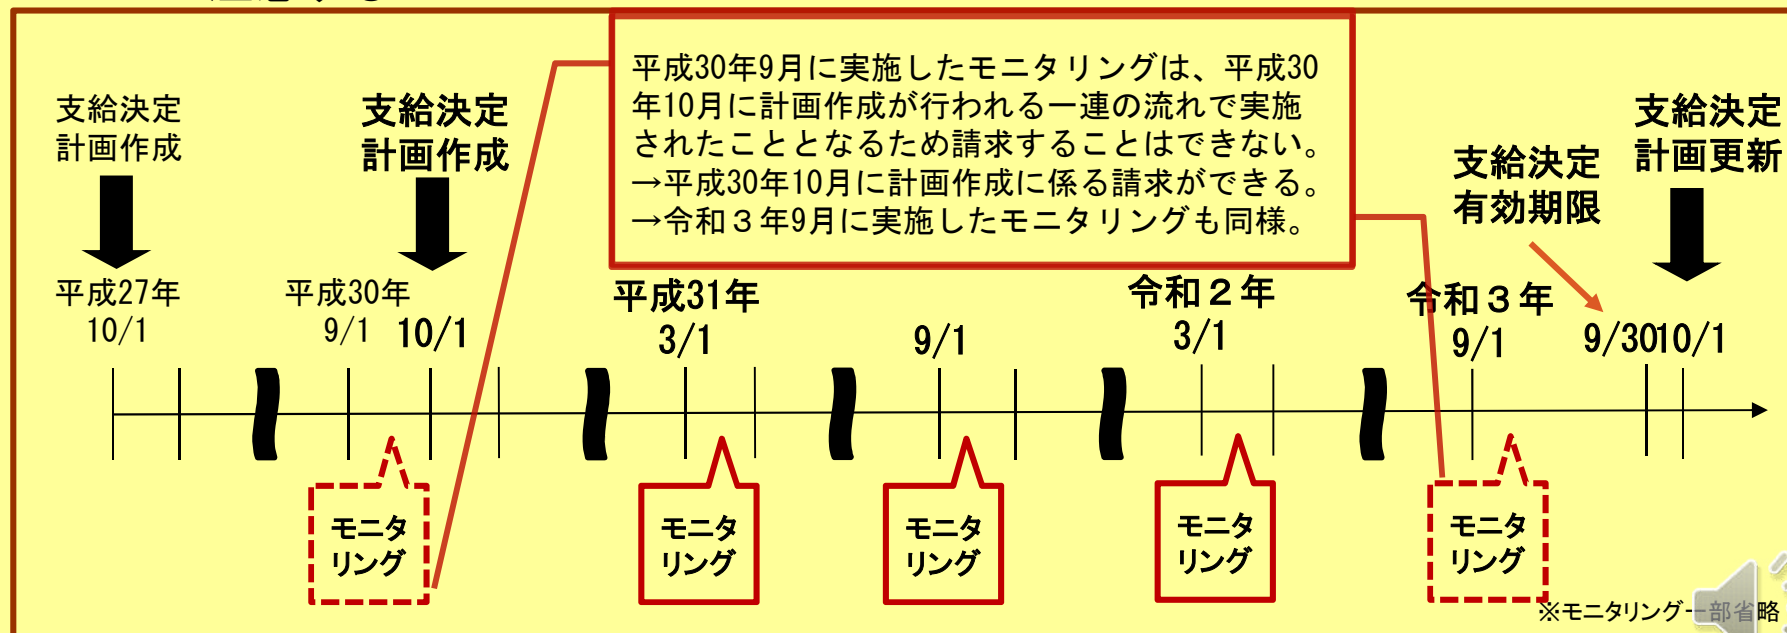 平成30年9月に実施したモニタリングは、平成30
年10月に計画作成が行われる一連の流れで実施
されたこととなるため請求することはできない。
→平成30年10月に計画作成に係る請求ができる。
→令和３年9月に実施したモニタリングも同様。
支給決定
計画作成
支給決定
計画作成
支給決定
有効期限
支給決定
計画更新
平成27年
10/1
平成30年
9/1
10/1
平成31年
3/1
9/1
令和２年
3/1
令和３年
9/1
9/30
10/1
モニタ
リング
モニタ
リング
モニタ
リング
モニタ
リング
モニタ
リング
※モニタリング一部省略